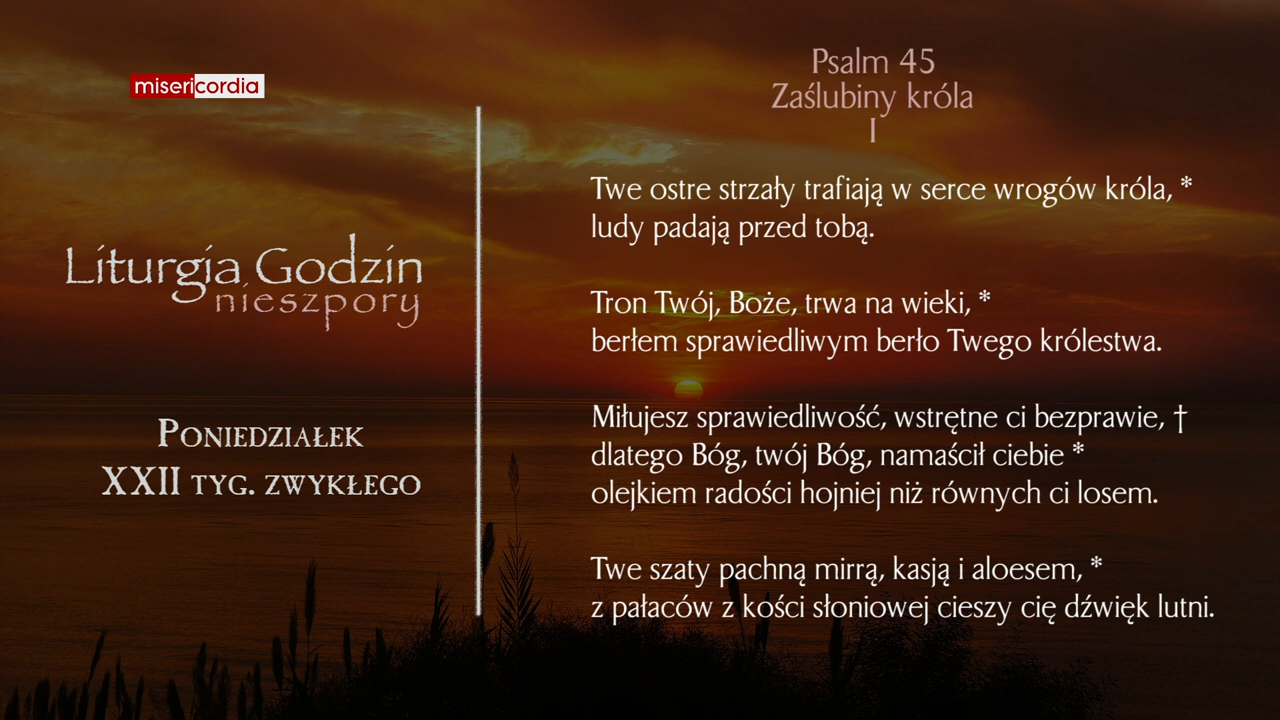 misericordia
Liturgia Godzin
nieszpory
Poniedziałek
XXII tyg. zwykłego
Psalm 45
Zaślubiny króla
I
Twe ostre strzały trafiają w serce wrogów króla, *
ludy padają przed tobą.
Tron Twój, Boże, trwa na wieki, *
berłem sprawiedliwym berło Twego królestwa.
Miłujesz sprawiedliwość, wstrętne ci bezprawie, †
dlatego Bóg, twój Bóg, namaścił ciebie *
olejkiem radości hojniej niż równych ci losem.
Twe szaty pachną mirrą, kasją i aloesem, *
z pałaców z kości słoniowej cieszy cię dźwięk lutni.